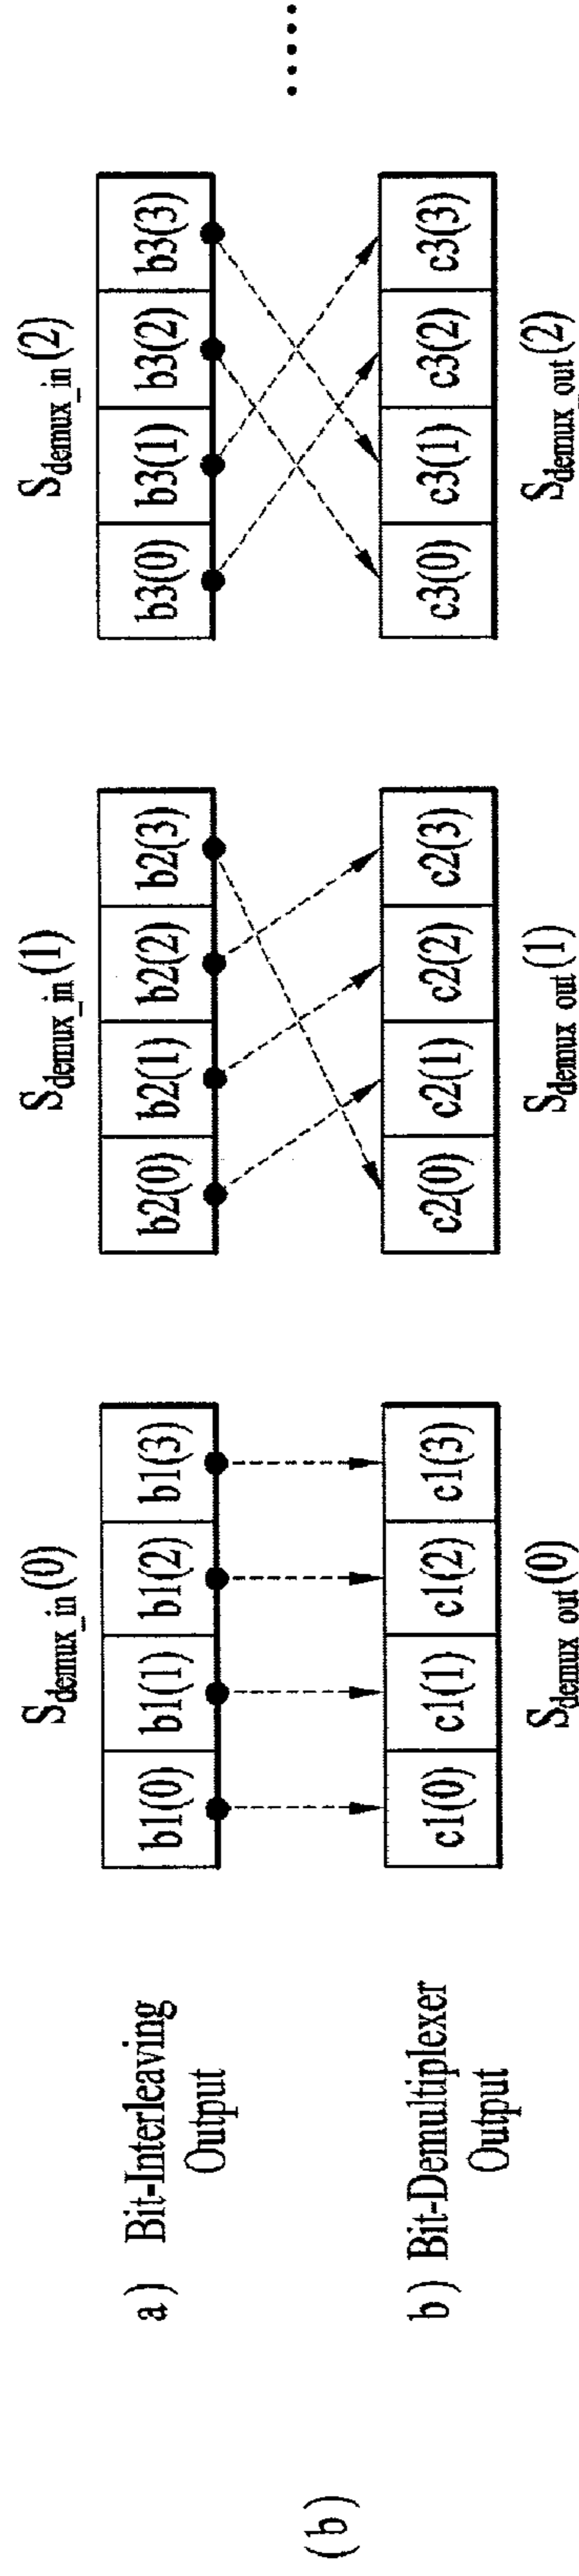 (b)
a) Bit-Interleaving
Output
S_demux_in(0)
b1(0) b1(1) b1(2) b1(3)
S_demux_in(1)
b2(0) b2(1) b2(2) b2(3)
S_demux_in(2)
b3(0) b3(1) b3(2) b3(3)
.....
b) Bit-Demultiplexer
Output
c1(0) c1(1) c1(2) c1(3)
S_demux out(0)
c2(0) c2(1) c2(2) c2(3)
S_demux out(1)
c3(0) c3(1) c3(2) c3(3)
S_demux_out(2)